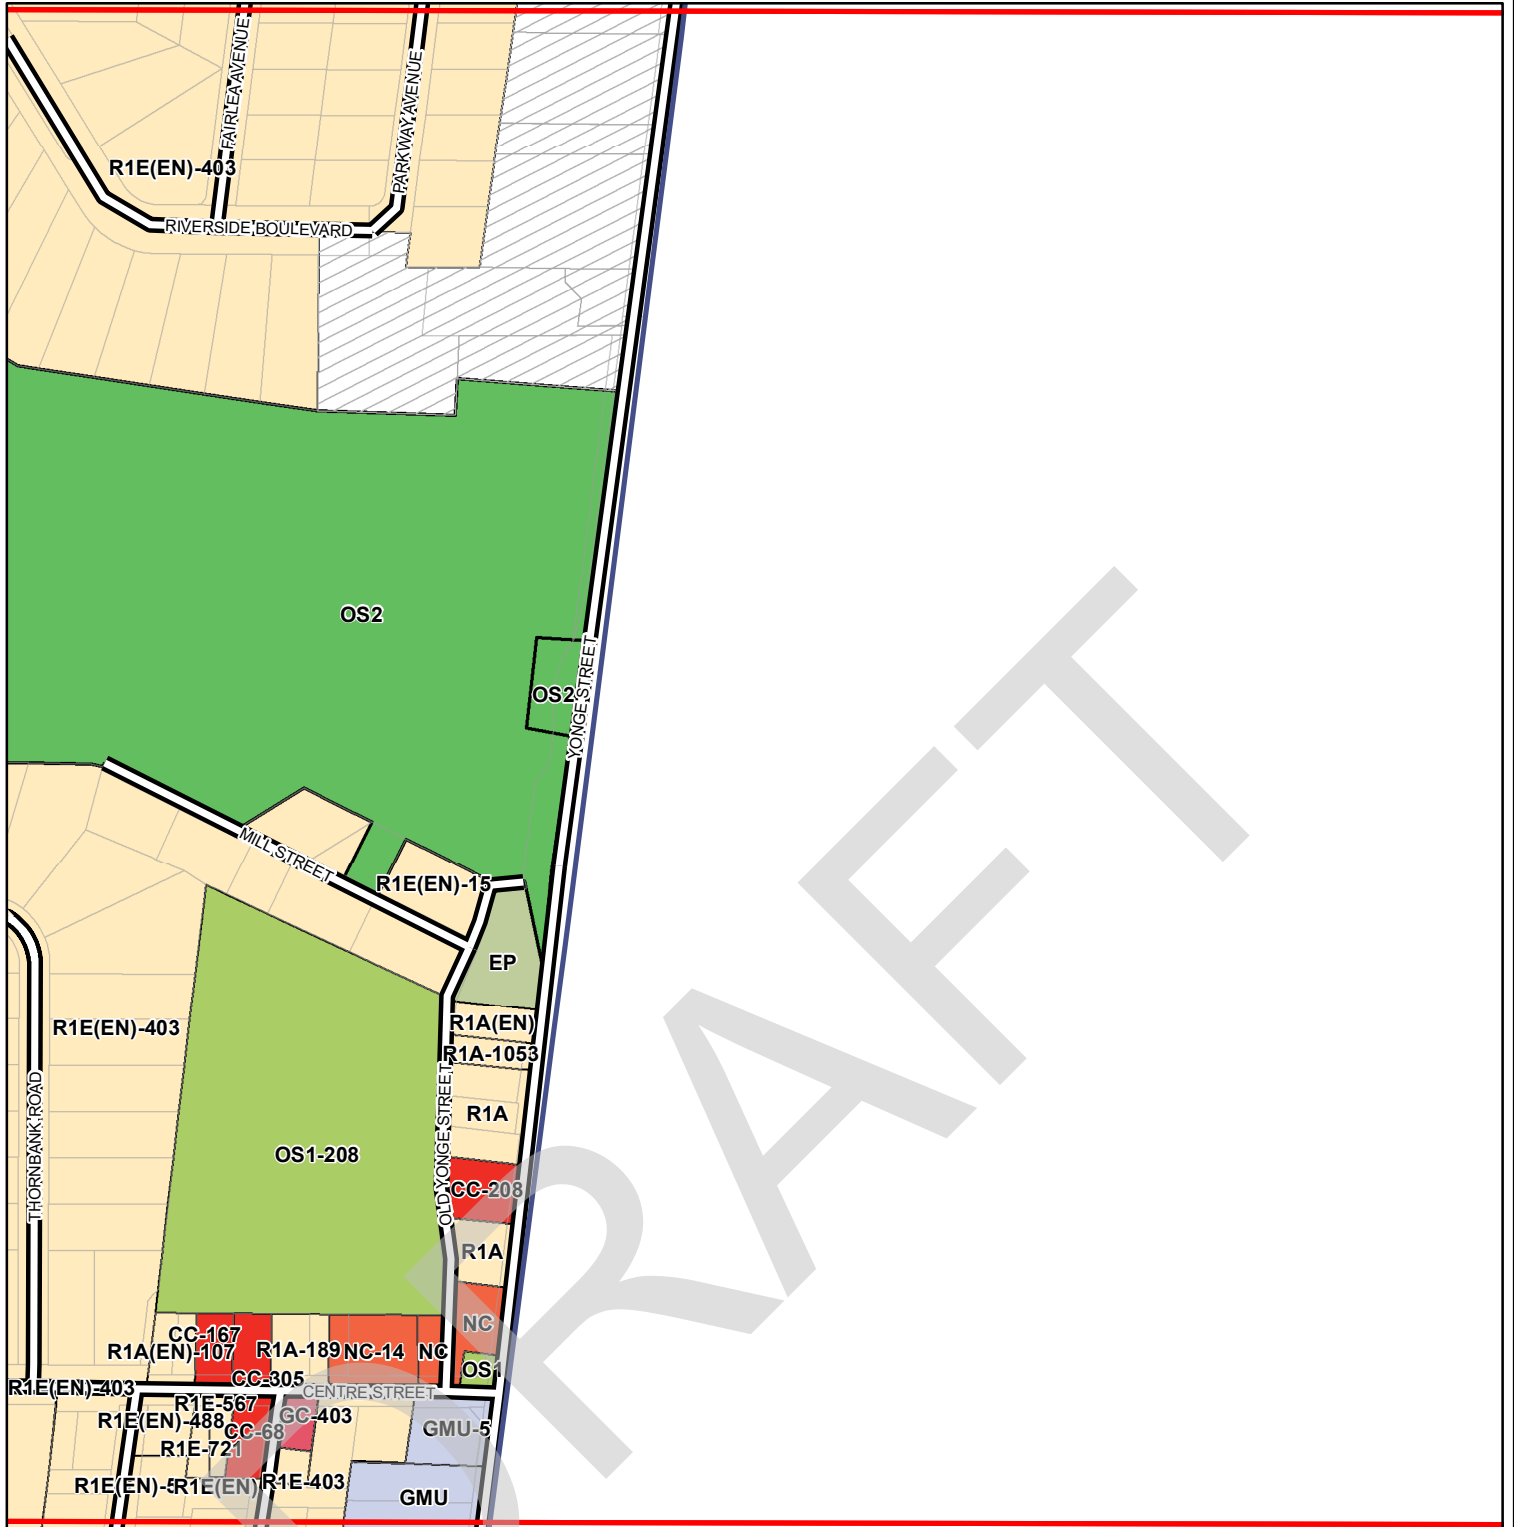 FAIRLEA AVENUE
PARKWAY AVENUE
R1E(EN)-403
RIVERSIDE BOULEVARD
OS2
YONGE STREET
OS2
MILL STREET
R1E(EN)-15
EP
R1A(EN)
R1E(EN)-403
R1A-1053
THORNBANK ROAD
OLD YONGE STREET
R1A
OS1-208
CC-208
R1A
NC
CC-167
R1A(EN)-107
R1A-189
NC-14
NC
OS1
CC-305
R1E(EN)-403
CENTRE STREET
R1E-567
R1E(EN)-488
CC-68
GC-403
GMU-5
R1E-721
R1E(EN)
R1E-403
GMU
DRAFT